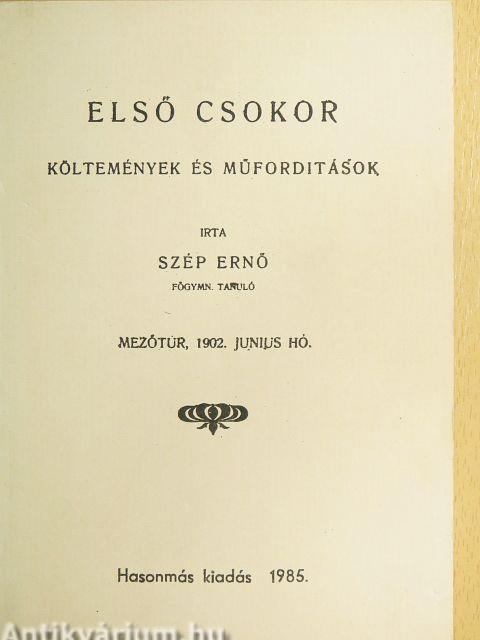 ELSŐ CSOKOR
KÖLTEMÉNYEK ÉS MŰFORDITÁSOK
IRTA
SZÉP ERNŐ
FŐGYMN. TANULÓ
MEZŐTÚR, 1902. JUNIUS HÓ.
Hasonmás kiadás 1985.
Antikvárium.hu